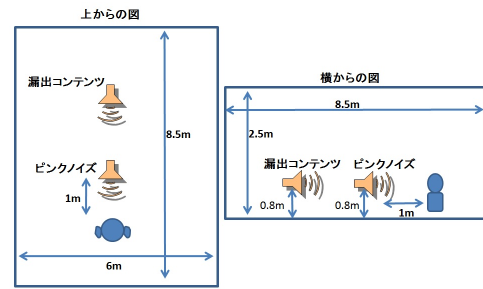 上からの図
漏出コンテンツ
8.5m
ピンクノイズ
1m
6m
横からの図
8.5m
2.5m
漏出コンテンツ
ピンクノイズ
0.8m
0.8m
1m